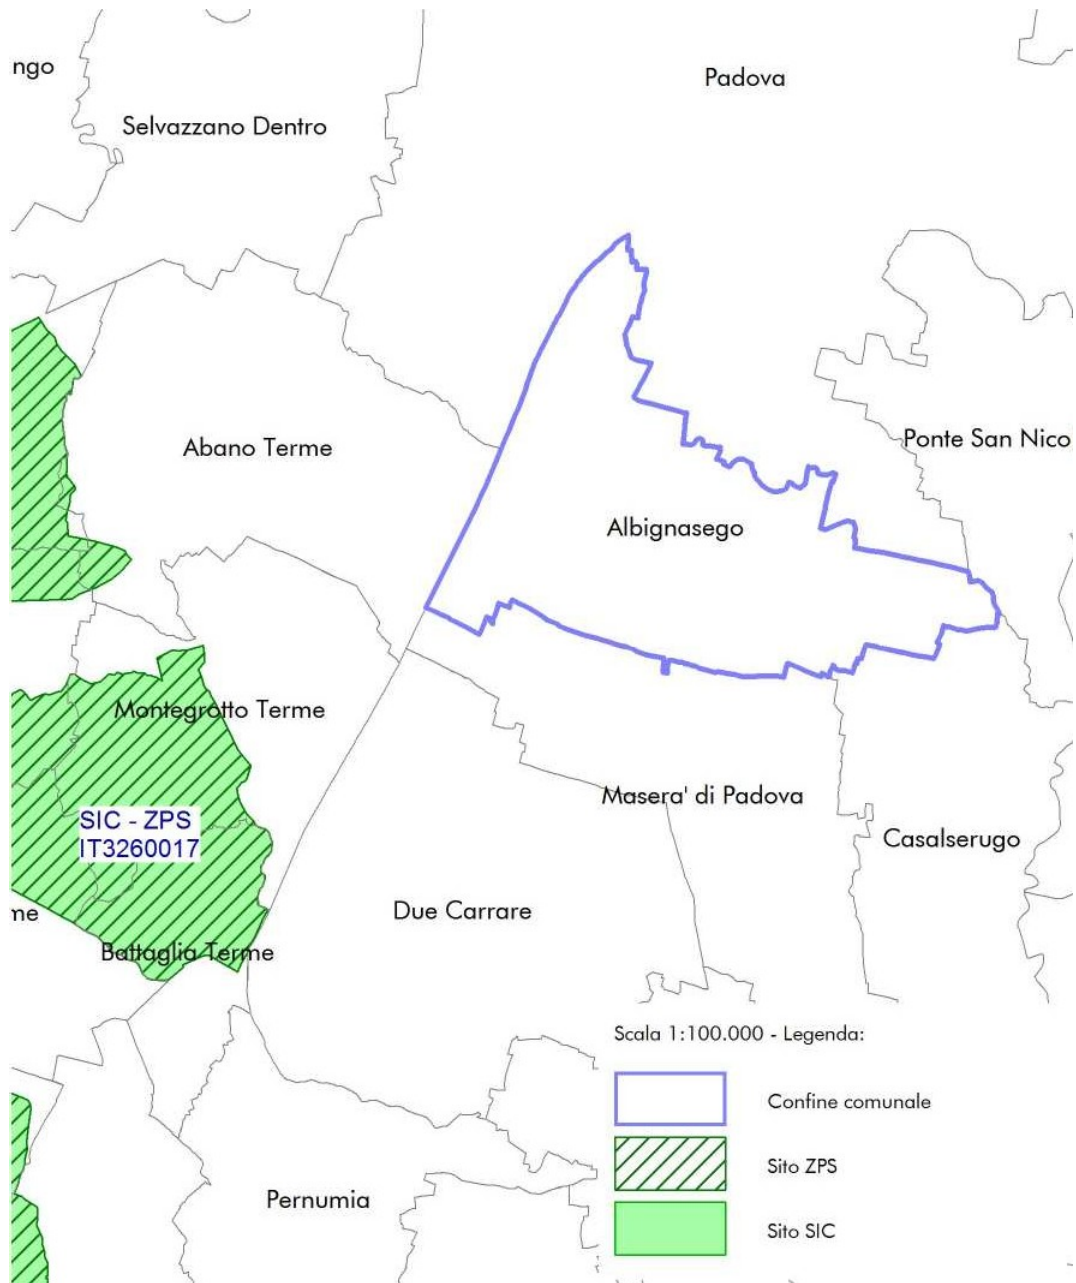 ngo
Padova
Selvazzano Dentro
Ponte San Nico
Abano Terme
Albignasego
Montegrotto Terme
Masera' di Padova
SIC - ZPS
IT3260017
Casalserugo
me
Due Carrare
Battaglia Terme
Scala 1:100.000 - Legenda:
Confine comunale
Sito ZPS
Pernumia
Sito SIC